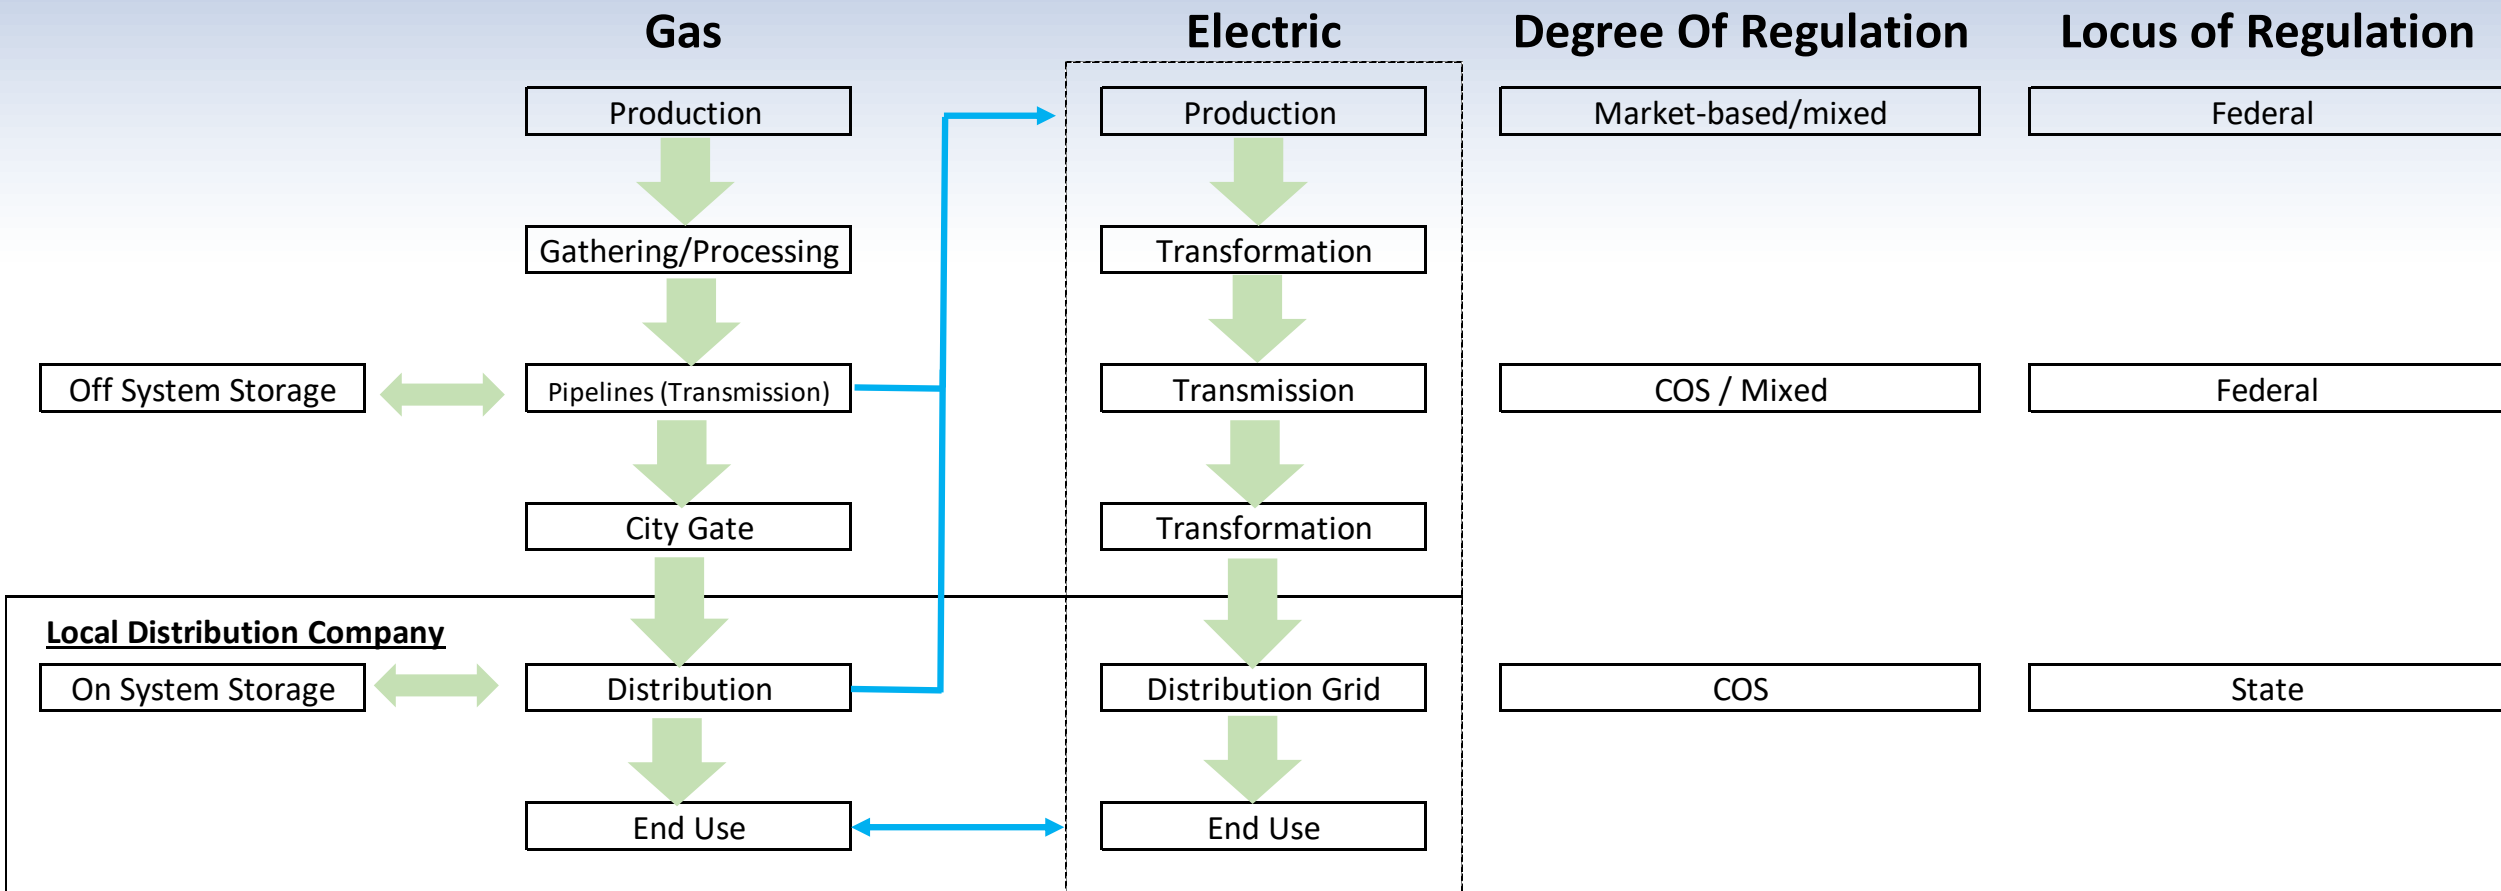 Gas Electric Degree Of Regulation Locus of Regulation
Production Production Market-based/mixed Federal
Gathering/Processing Transformation
Off System Storage Pipelines (Transmission) Transmission COS / Mixed Federal
City Gate Transformation
Local Distribution Company
On System Storage Distribution Distribution Grid COS State
End Use End Use